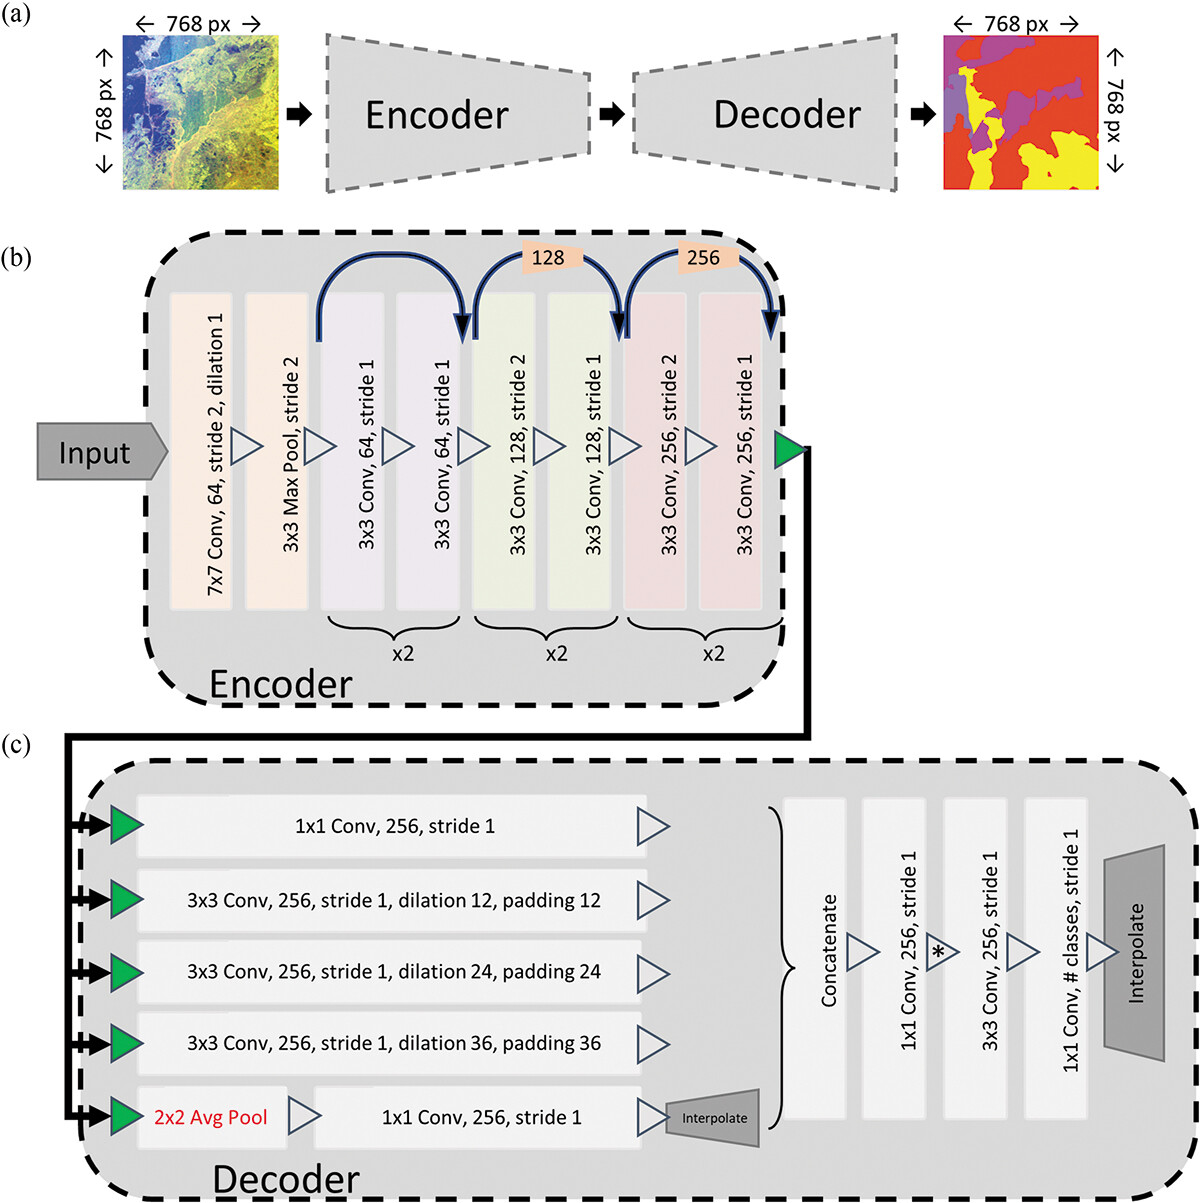 (a)
← 768 px →
← 768 px →
Encoder
Decoder
← 768 px →
← 768 px →
(b)
128
256
Input
7x7 Conv, 64, stride 2, dilation 1
3x3 Max Pool, stride 2
3x3 Conv, 64, stride 1
3x3 Conv, 64, stride 1
3x3 Conv, 128, stride 2
3x3 Conv, 128, stride 1
3x3 Conv, 256, stride 2
3x3 Conv, 256, stride 1
x2
x2
x2
Encoder
(c)
1x1 Conv, 256, stride 1
3x3 Conv, 256, stride 1, dilation 12, padding 12
3x3 Conv, 256, stride 1, dilation 24, padding 24
3x3 Conv, 256, stride 1, dilation 36, padding 36
2x2 Avg Pool
1x1 Conv, 256, stride 1
Interpolate
Concatenate
1x1 Conv, 256, stride 1
*
3x3 Conv, 256, stride 1
1x1 Conv, # classes, stride 1
Interpolate
Decoder